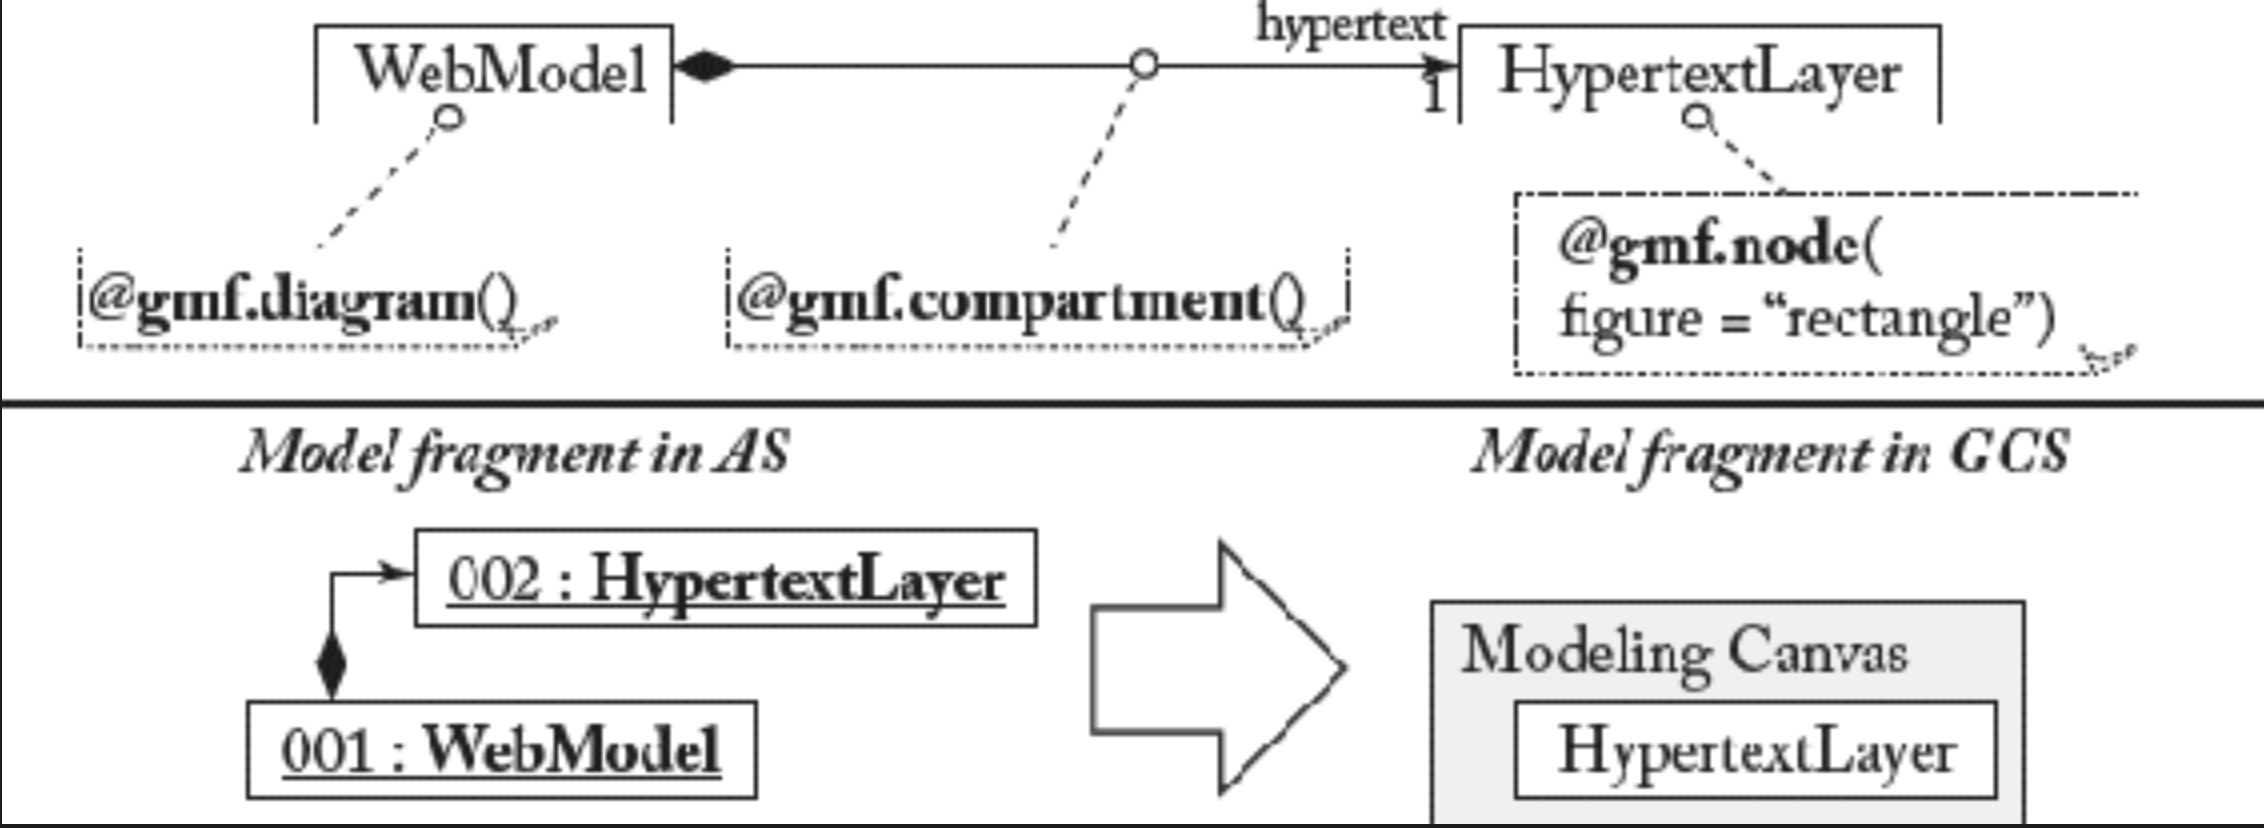 hypertext
WebModel
HypertextLayer
1
@gmf.diagram()
@gmf.compartment()
@gmf.node(
figure = “rectangle”)
Model fragment in AS
Model fragment in GCS
002 : HypertextLayer
001 : WebModel
Modeling Canvas
HypertextLayer